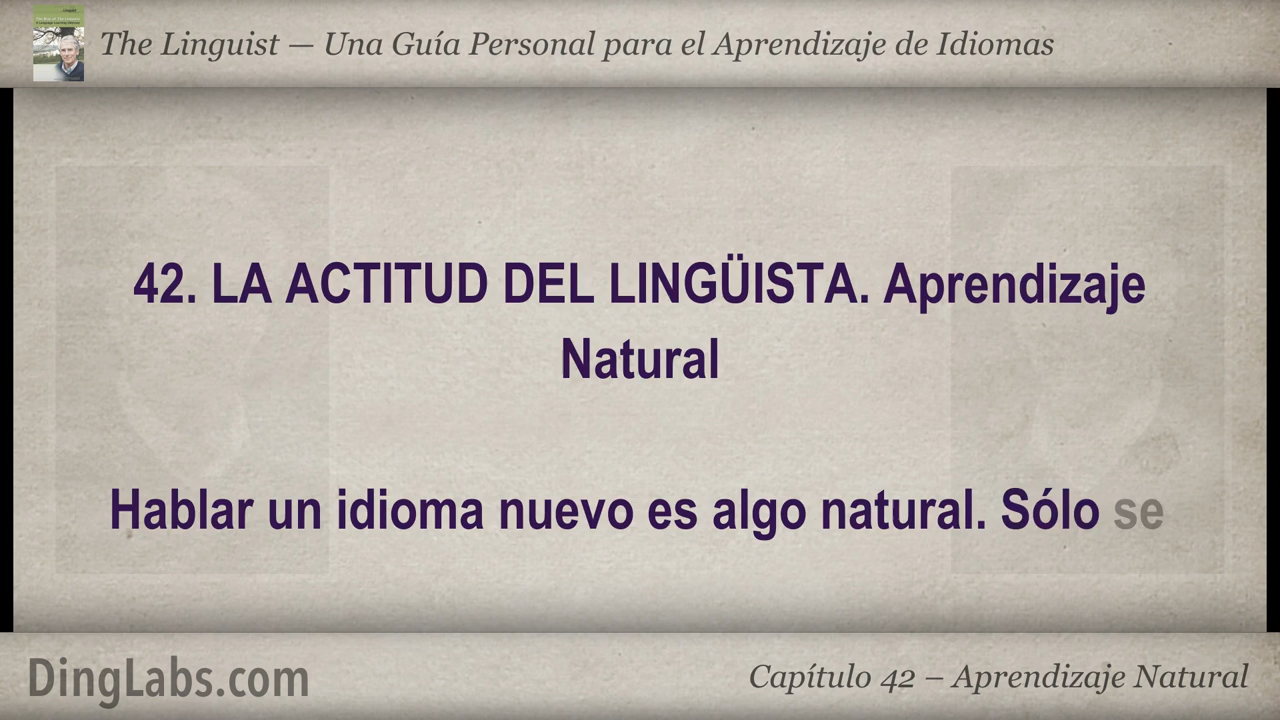 The Linguist — Una Guía Personal para el Aprendizaje de Idiomas
42. LA ACTITUD DEL LINGÜISTA. Aprendizaje
Natural
Hablar un idioma nuevo es algo natural. Sólo se
DingLabs.com
Capítulo 42 – Aprendizaje Natural